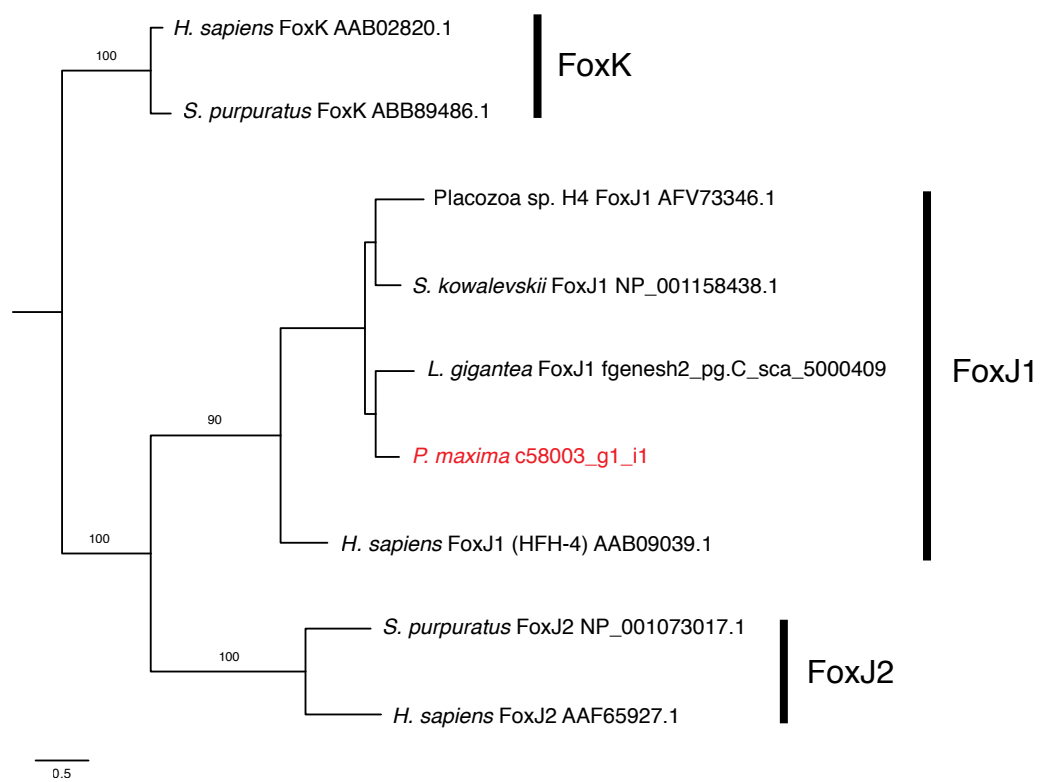 H. sapiens FoxK AAB02820.1
100
FoxK
S. purpuratus FoxK ABB89486.1
Placozoa sp. H4 FoxJ1 AFV73346.1
S. kowalevskii FoxJ1 NP_001158438.1
L. gigantea FoxJ1 fgenesh2_pg.C_sca_5000409
FoxJ1
90
P. maxima c58003_g1_i1
100
H. sapiens FoxJ1 (HFH-4) AAB09039.1
S. purpuratus FoxJ2 NP_001073017.1
100
FoxJ2
H. sapiens FoxJ2 AAF65927.1
0.5